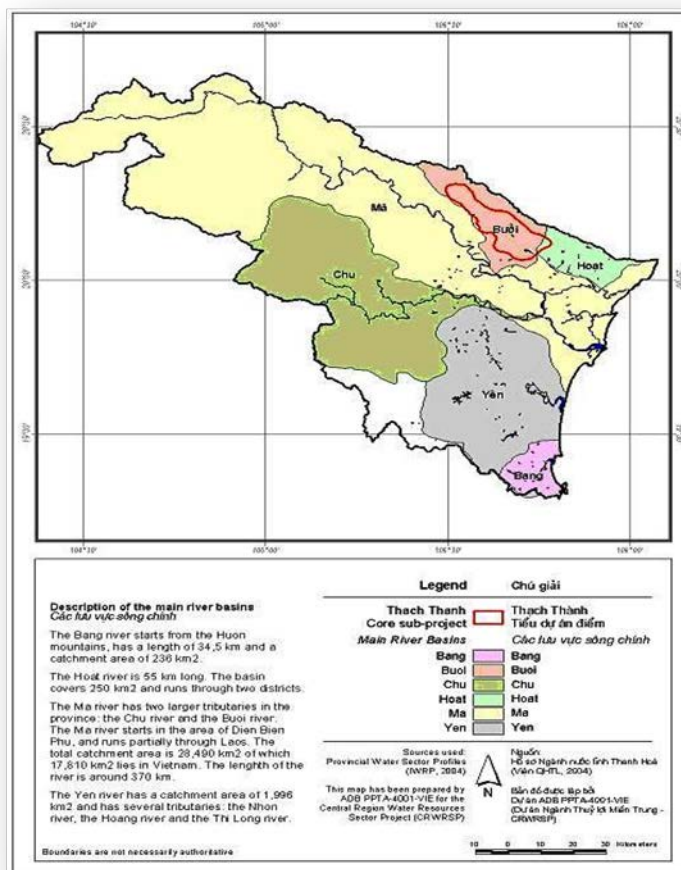 104°30'
105°00'
105°30'
106°00'
Mã
Bưởi
Hoạt
Chu
Yên
Bang
104°30'
105°00'
105°30'
106°00'
Description of the main river basins
Các lưu vực sông chính
The Bang river starts from the Huon
mountains, has a length of 34,5 km and a
catchment area of 236 km2.
The Hoat river is 55 km long. The basin
covers 250 km2 and runs through two districts.
The Ma river has two larger tributaries in the
province: the Chu river and the Buoi river.
The Ma river starts in the area of Dien Bien
Phu, and runs partially through Laos. The
total catchment area is 28,490 km2 of which
17,810 km2 lies in Vietnam. The lenghth of the
river is around 370 km.
The Yen river has a catchment area of 1,996
km2 and has several tributaries: the Nhon
river, the Hoang river and the Thi Long river.
Boundaries are not necessarily authoritative
Legend Chú giải
Thach Thanh Thạch Thành
Core sub-project Tiểu dự án điểm
Main River Basins Các lưu vực sông chính
Bang Bang
Buoi Buoi
Chu Chu
Hoat Hoat
Ma Ma
Yen Yen
Sources used:
Provincial Water Sector Profiles
(IWRP, 2004)
This map has been prepared by
ADB PPTA-4001-VIE for the
Central Region Water Resources
Sector Project (CRWRSP)
N
Nguồn:
Hồ sơ Ngành nước tỉnh Thanh Hoá
(Viện QHTL, 2004)
Bản đồ được lập bởi
Dự án ADB PPTA-4001-VIE
(Dự án Ngành Thuỷ lợi Miền Trung -
CRWRSP)
10 0 10 20 30 Kilometers